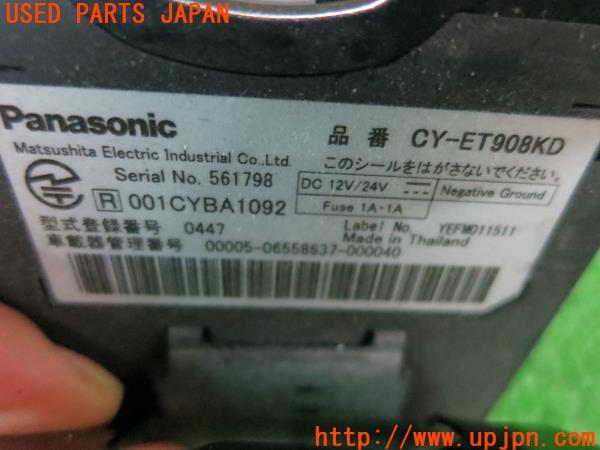 USED PARTS JAPAN
Panasonic
品番 CY-ET908KD
Matsushita Electric Industrial Co.,Ltd.
このシールをはがさないでください。
Serial No. 561798
DC 12V/24V
Negative Ground
R 001CYBA1092
Fuse 1A・1A
型式登録番号 0447
Label No. YEFM011511
Made in Thailand
車載器管理番号 00005-06558637-000040
http://www.upjpn.com/